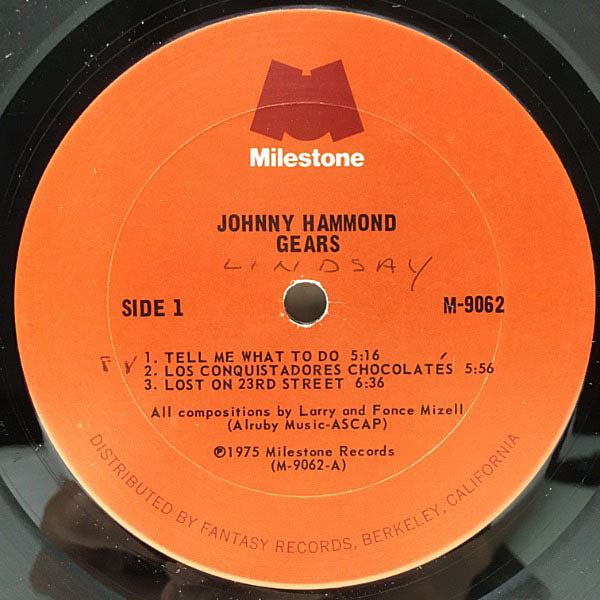 Milestone
JOHNNY HAMMOND
GEARS
LINDSAY
SIDE 1 M-9062
1. TELL ME WHAT TO DO 5:16
2. LOS CONQUISTADORES CHOCOLATÉS 5:56
3. LOST ON 23RD STREET 6:36
All compositions by Larry and Fonce Mizell
(Alruby Music-ASCAP)
℗1975 Milestone Records
(M-9062-A)
DISTRIBUTED BY FANTASY RECORDS, BERKELEY, CALIFORNIA